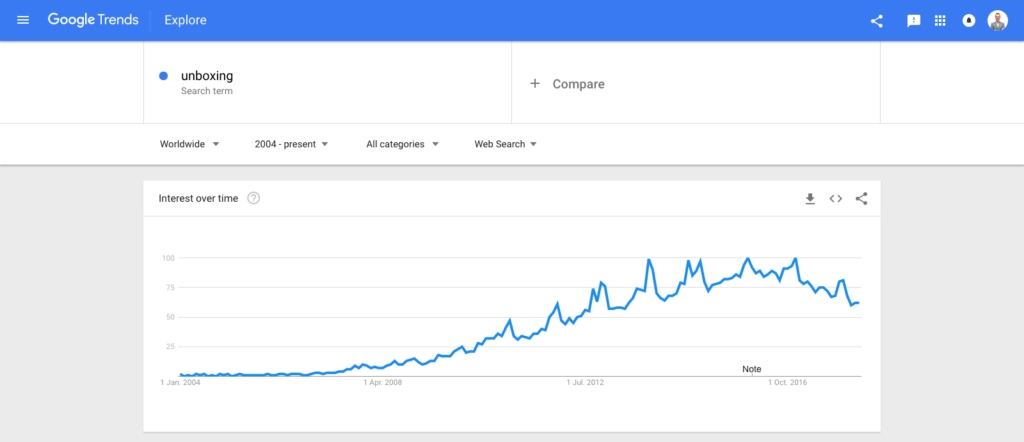 Google Trends Explore
unboxing
Search term
+ Compare
Worldwide 2004 - present All categories Web Search
Interest over time ?
100
75
50
25
Note
1 Jan. 2004 1 Apr. 2008 1 Jul. 2012 1 Oct. 2016